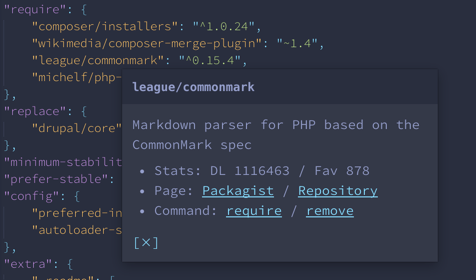 "require": {
"composer/installers": "^1.0.24",
"wikimedia/composer-merge-plugin": "~1.4",
"league/commonmark": "^0.15.4",
"michelf/php-
},
"replace": {
"drupal/core"
},
"minimum-stabilit
"prefer-stable":
"config": {
"preferred-in
"autoloader-s
},
"extra": {
league/commonmark
Markdown parser for PHP based on the
CommonMark spec
• Stats: DL 1116463 / Fav 878
• Page: Packagist / Repository
• Command: require / remove
[×]